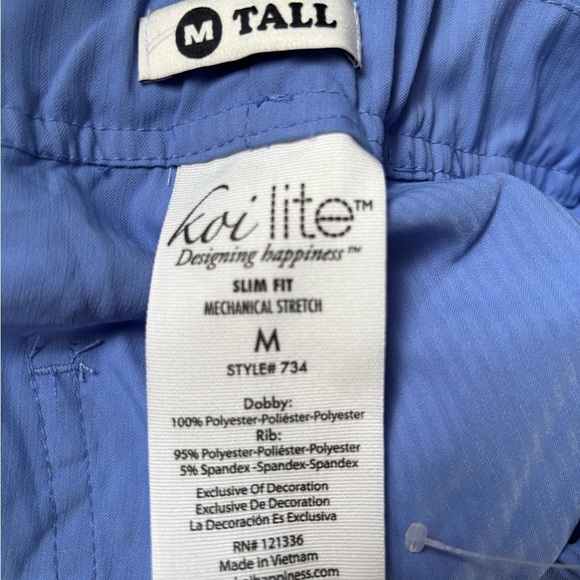 M TALL
koi lite™
Designing happiness™
SLIM FIT
MECHANICAL STRETCH
M
STYLE# 734
Dobby:
100% Polyester-Poliéster-Polyester
Rib:
95% Polyester-Poliéster-Polyester
5% Spandex -Spandex-Spandex
Exclusive Of Decoration
Exclusive De Decoration
La Decoración Es Exclusiva
RN# 121336
Made in Vietnam
koihappiness.com